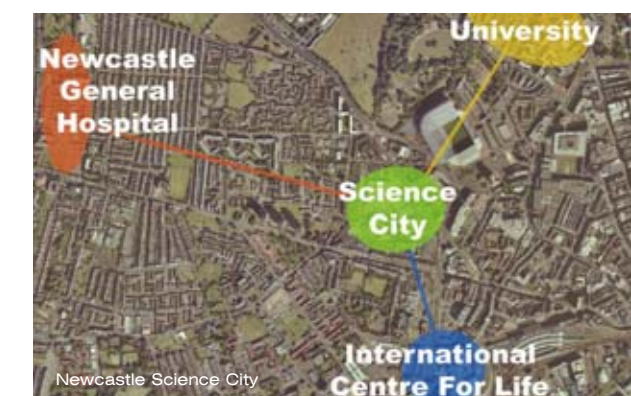 University
Newcastle
General
Hospital
Science
City
International
Centre For Life
Newcastle Science City